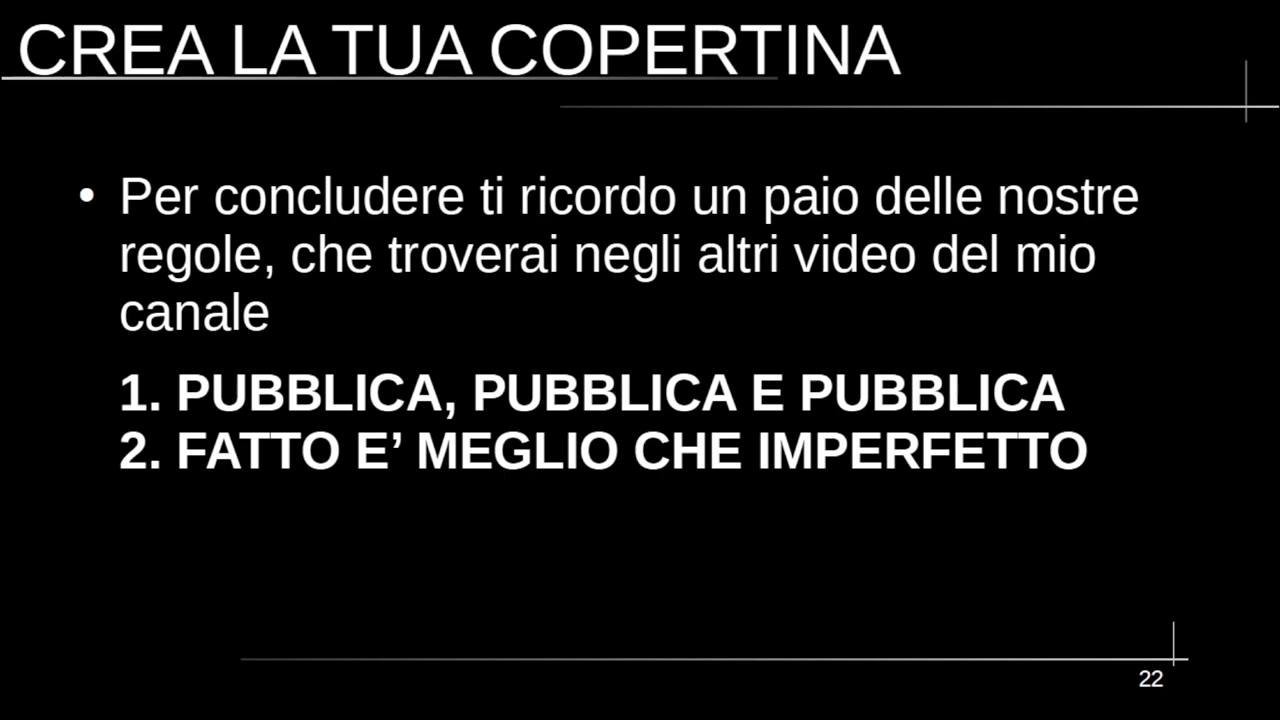 CREA LA TUA COPERTINA
• Per concludere ti ricordo un paio delle nostre
regole, che troverai negli altri video del mio
canale
1. PUBBLICA, PUBBLICA E PUBBLICA
2. FATTO E’ MEGLIO CHE IMPERFETTO
22